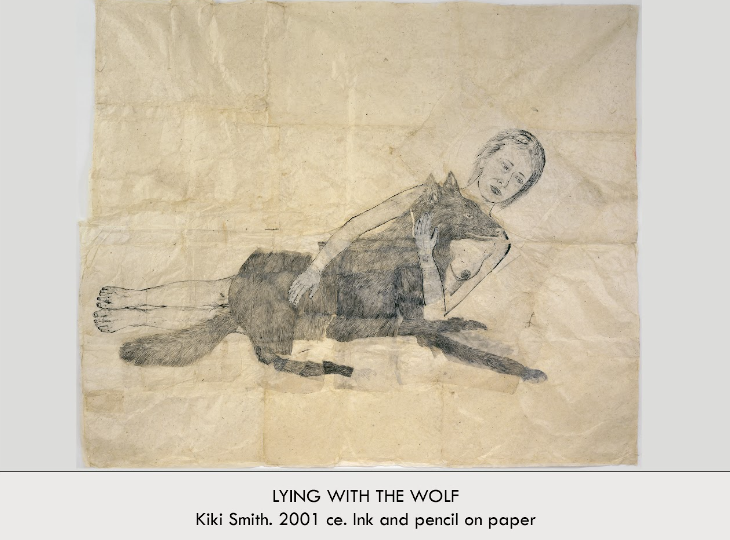 LYING WITH THE WOLF
Kiki Smith. 2001 ce. Ink and pencil on paper